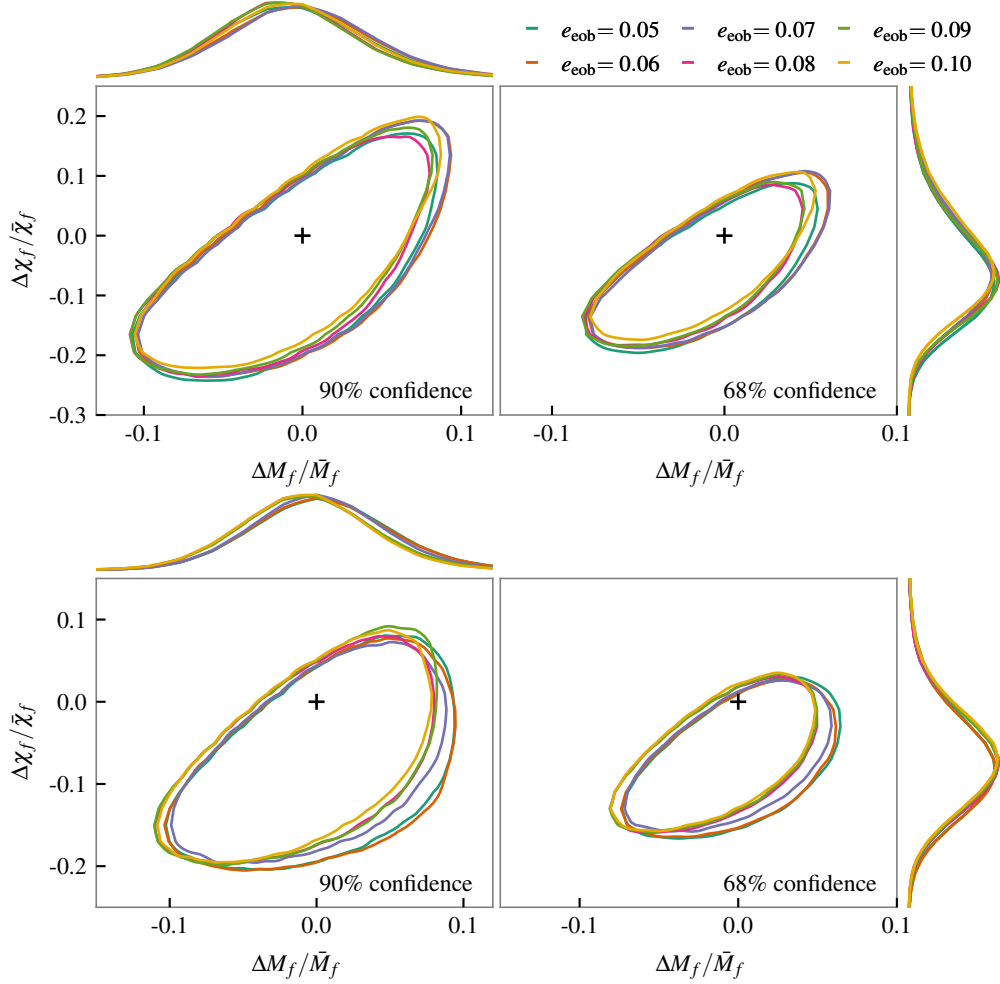 e_eob = 0.05 e_eob = 0.07 e_eob = 0.09
e_eob = 0.06 e_eob = 0.08 e_eob = 0.10
0.2
0.1
0.0
-0.1
-0.2
-0.3
Δχ_f/χ̄_f
90% confidence
68% confidence
-0.1 0.0 0.1
-0.1 0.0 0.1
ΔM_f/M̄_f ΔM_f/M̄_f
0.1
0.0
-0.1
-0.2
Δχ_f/χ̄_f
90% confidence
68% confidence
-0.1 0.0 0.1
-0.1 0.0 0.1
ΔM_f/M̄_f ΔM_f/M̄_f